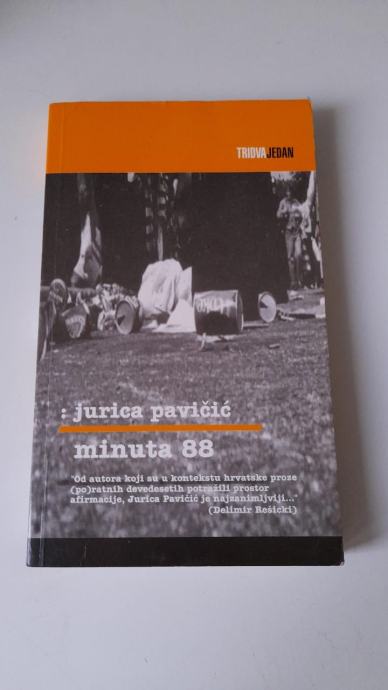 TRIDVAJEDAN
: jurica pavičić
minuta 88
"Od autora koji su u kontekstu hrvatske proze
(po)ratnih devedesetih potražili prostor
afirmacije, Jurica Pavičić je najzanimljviji..."
(Delimir Rešicki)